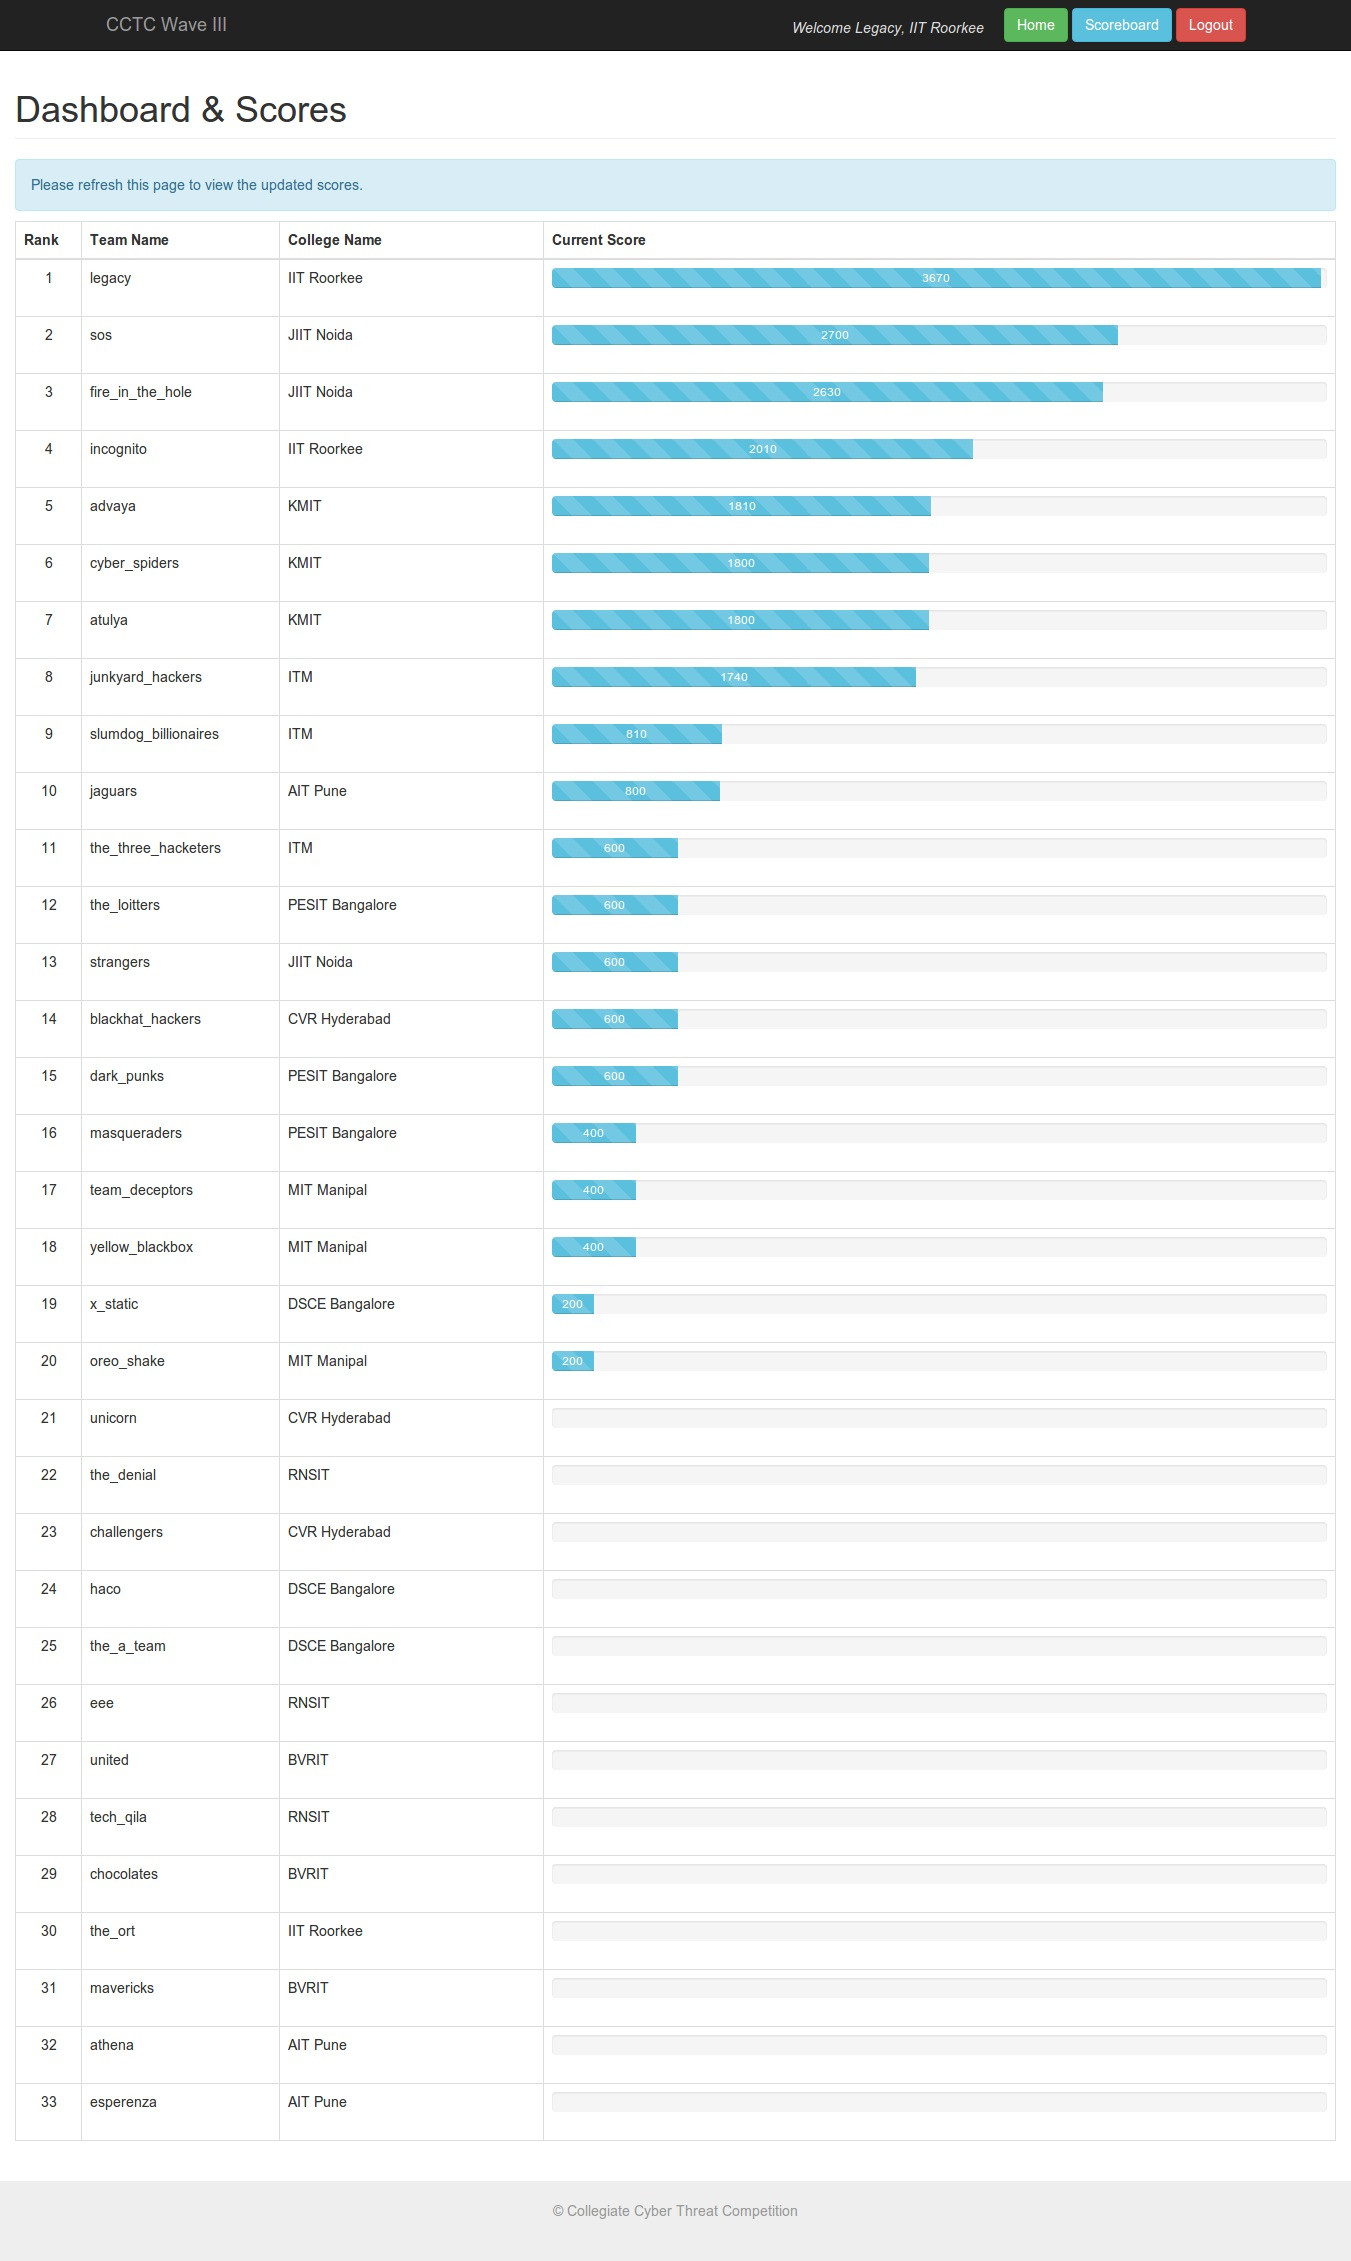 CCTC Wave III
Welcome Legacy, IIT Roorkee Home Scoreboard Logout
Dashboard & Scores
Please refresh this page to view the updated scores.
Rank Team Name College Name Current Score
1 legacy IIT Roorkee 3670
2 sos JIIT Noida 2700
3 fire_in_the_hole JIIT Noida 2630
4 incognito IIT Roorkee 2010
5 advaya KMIT 1810
6 cyber_spiders KMIT 1800
7 atulya KMIT 1800
8 junkyard_hackers ITM 1740
9 slumdog_billionaires ITM 810
10 jaguars AIT Pune 800
11 the_three_hacketers ITM 600
12 the_loitters PESIT Bangalore 600
13 strangers JIIT Noida 600
14 blackhat_hackers CVR Hyderabad 600
15 dark_punks PESIT Bangalore 600
16 masqueraders PESIT Bangalore 400
17 team_deceptors MIT Manipal 400
18 yellow_blackbox MIT Manipal 400
19 x_static DSCE Bangalore 200
20 oreo_shake MIT Manipal 200
21 unicorn CVR Hyderabad
22 the_denial RNSIT
23 challengers CVR Hyderabad
24 haco DSCE Bangalore
25 the_a_team DSCE Bangalore
26 eee RNSIT
27 united BVRIT
28 tech_qila RNSIT
29 chocolates BVRIT
30 the_ort IIT Roorkee
31 mavericks BVRIT
32 athena AIT Pune
33 esperenza AIT Pune
© Collegiate Cyber Threat Competition